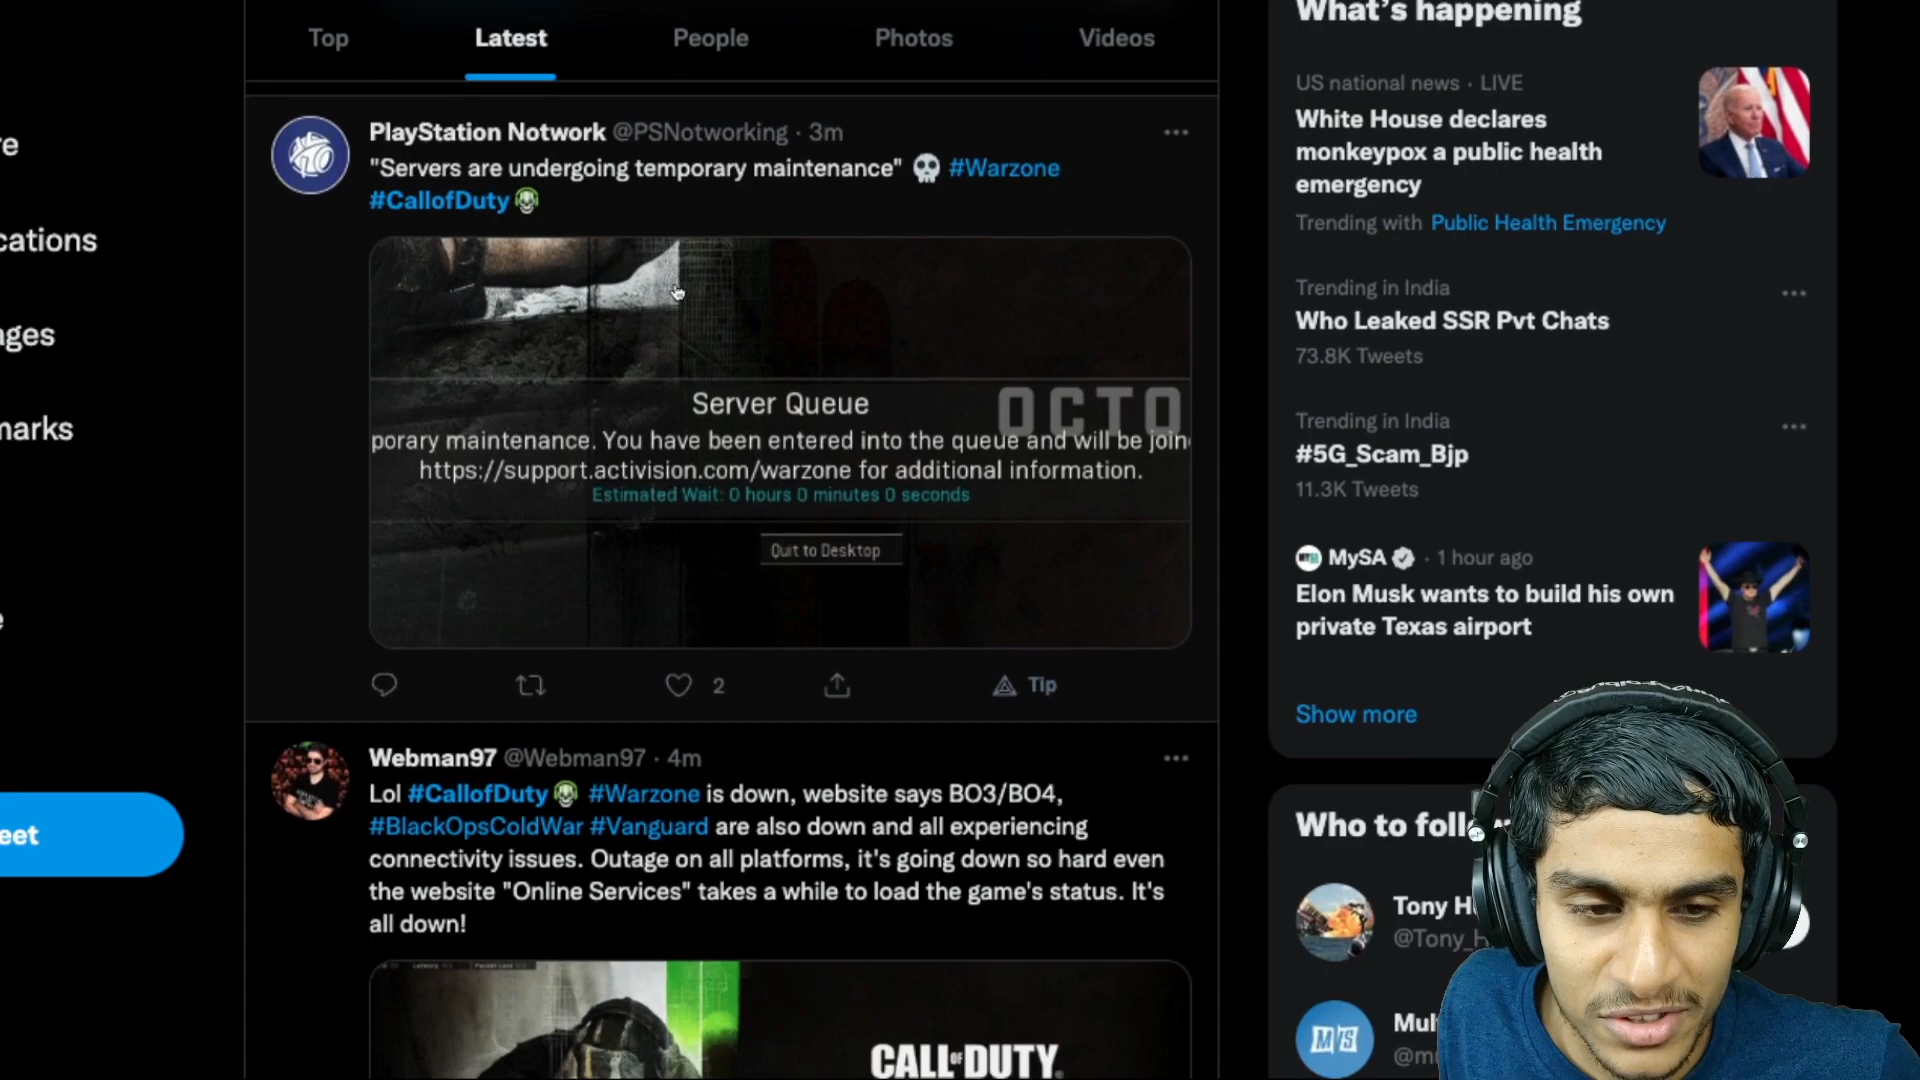 Top
Latest
People
Photos
Videos
PlayStation Notwork @PSNotworking · 3m
"Servers are undergoing temporary maintenance" 💀 #Warzone
#CallofDuty
Server Queue
OCTO
porary maintenance. You have been entered into the queue and will be join
https://support.activision.com/warzone for additional information.
Estimated Wait: 0 hours 0 minutes 0 seconds
Quit to Desktop
2
Tip
Webman97 @Webman97 · 4m
Lol #CallofDuty #Warzone is down, website says BO3/BO4,
#BlackOpsColdWar #Vanguard are also down and all experiencing
connectivity issues. Outage on all platforms, it's going down so hard even
the website "Online Services" takes a while to load the game's status. It's
all down!
CALL OF DUTY
re
cations
ages
marks
e
eet
What's happening
US national news · LIVE
White House declares
monkeypox a public health
emergency
Trending with Public Health Emergency
Trending in India
Who Leaked SSR Pvt Chats
73.8K Tweets
Trending in India
#5G_Scam_Bjp
11.3K Tweets
MySA · 1 hour ago
Elon Musk wants to build his own
private Texas airport
Show more
Who to follow
Tony H
@Tony_H
MVS
Mul
@mu